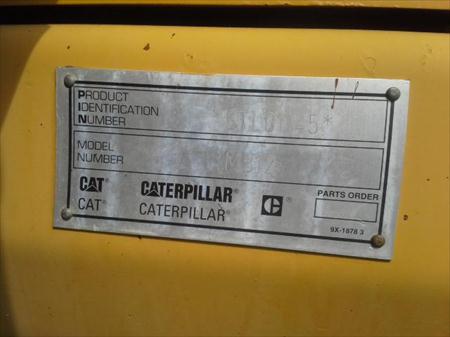 PRODUCT
IDENTIFICATION
NUMBER
MODEL
NUMBER
CAT CATERPILLAR® PARTS ORDER
CAT® CATERPILLAR® C®
9X-1878 3